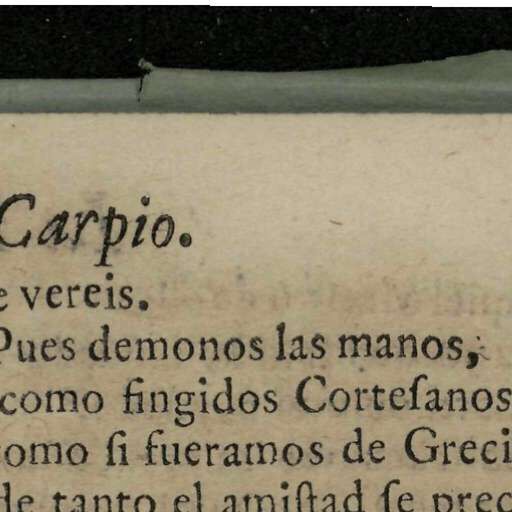 Carpio.
e vereis.
Pues demonos las manos,
como fingidos Corteſanos
como ſi fueramos de Greci
de tanto el amiſtad ſe prec